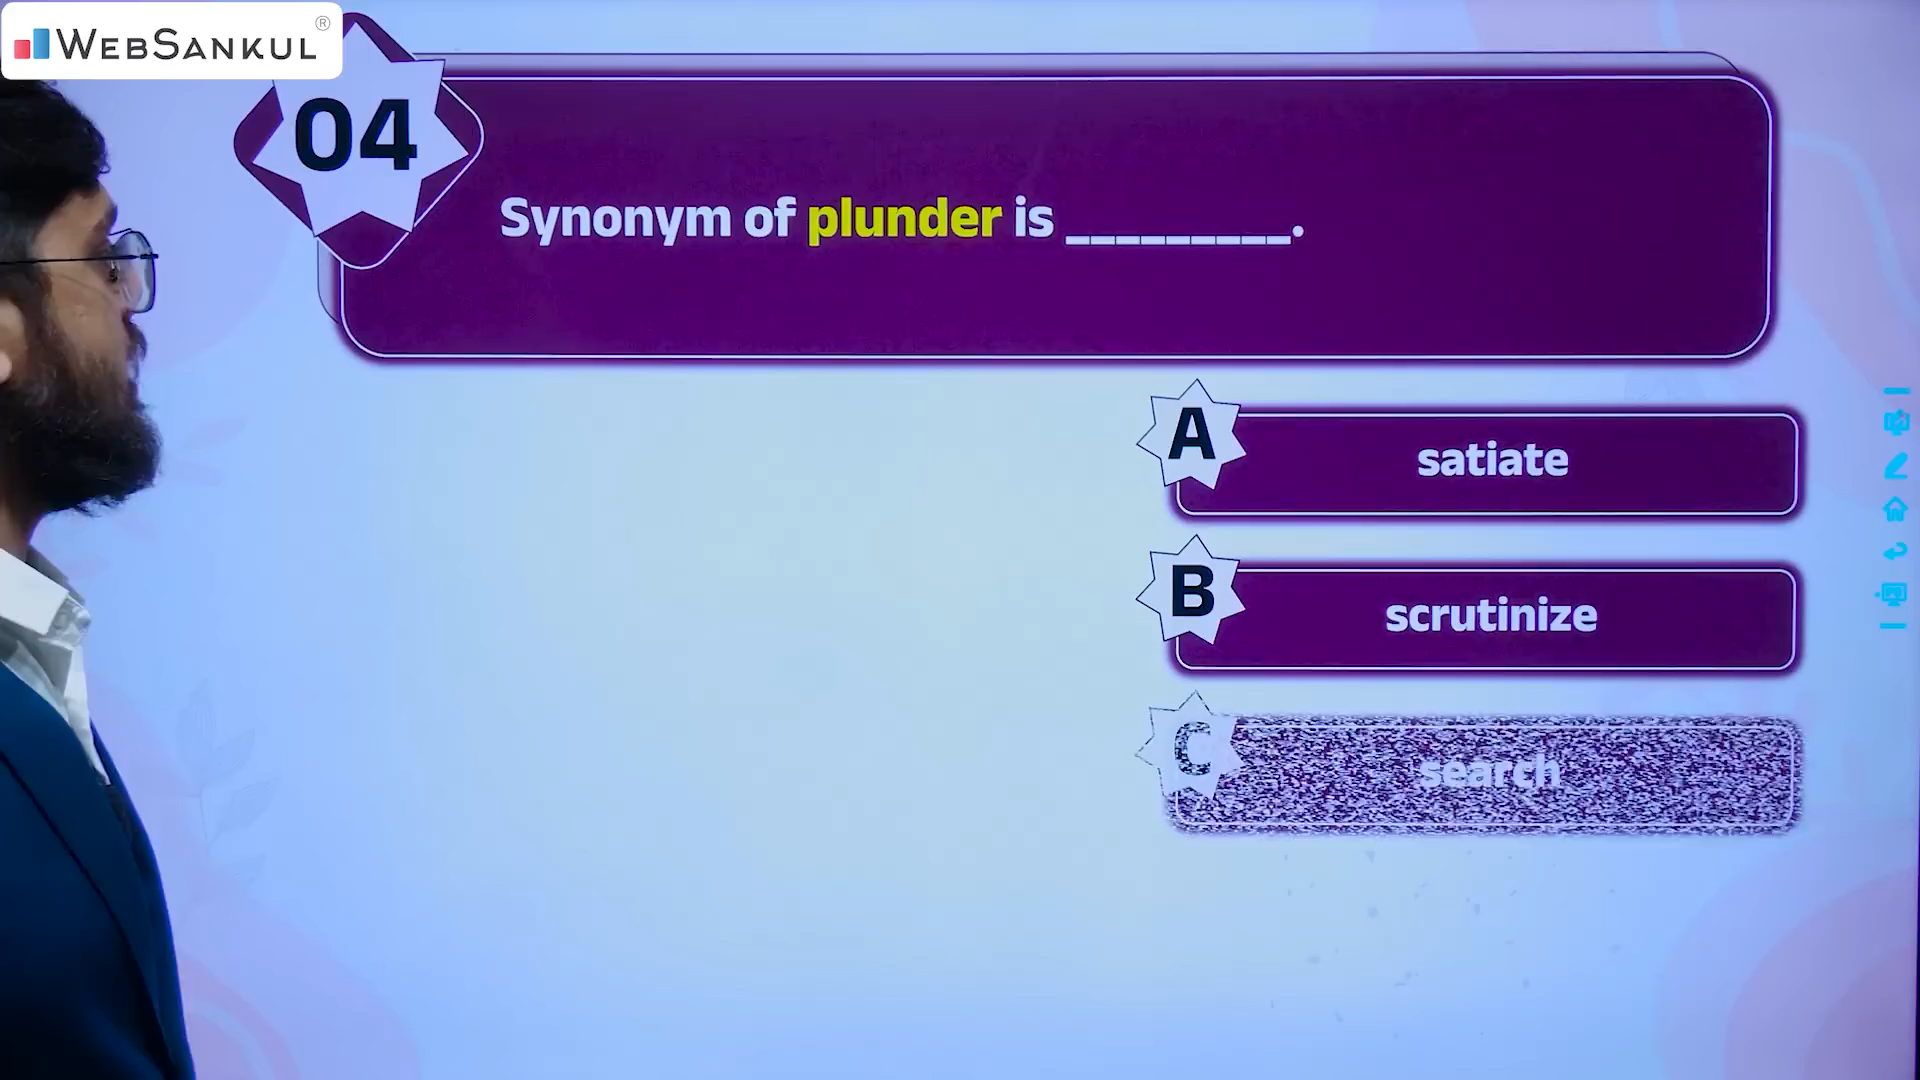 WEBSANKUL®
04
Synonym of plunder is _________.
A
satiate
B
scrutinize
C
search